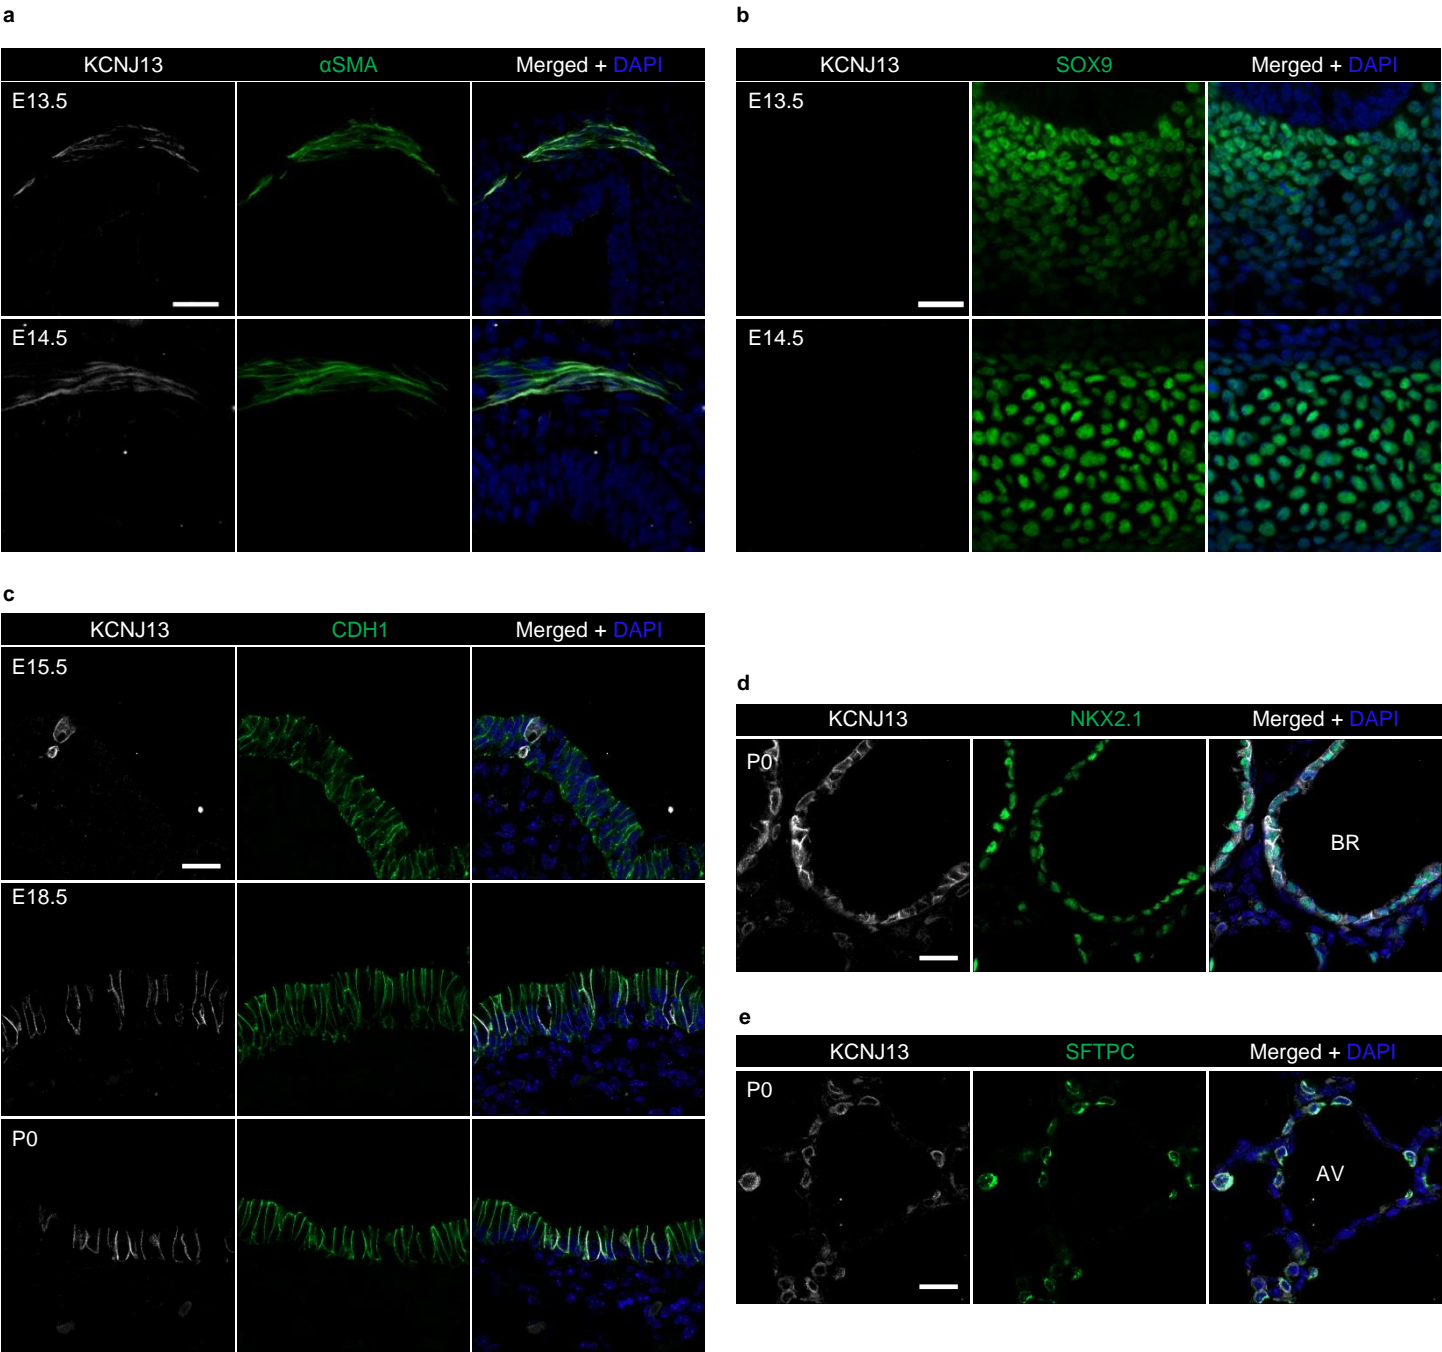 a
KCNJ13 αSMA Merged + DAPI
E13.5
E14.5
b
KCNJ13 SOX9 Merged + DAPI
E13.5
E14.5
c
KCNJ13 CDH1 Merged + DAPI
E15.5
E18.5
P0
d
KCNJ13 NKX2.1 Merged + DAPI
P0
BR
e
KCNJ13 SFTPC Merged + DAPI
P0
AV